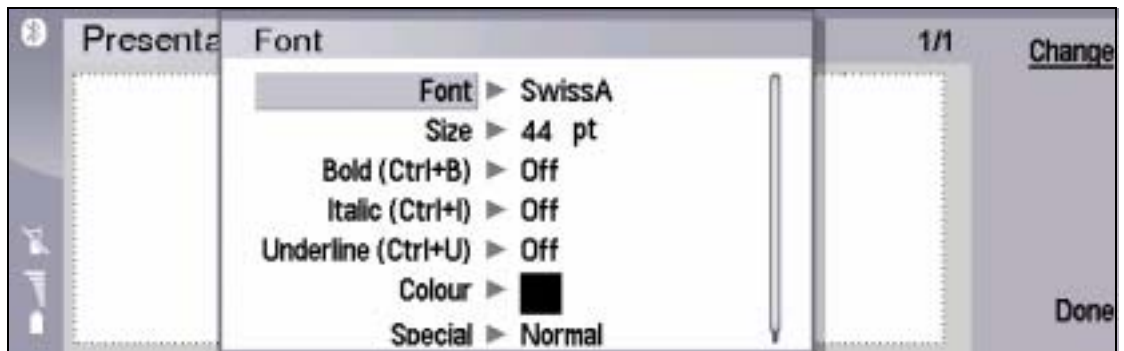 Presenta
Font
1/1
Change
Font SwissA
Size 44 pt
Bold (Ctrl+B) Off
Italic (Ctrl+I) Off
Underline (Ctrl+U) Off
Colour
Special Normal
Done